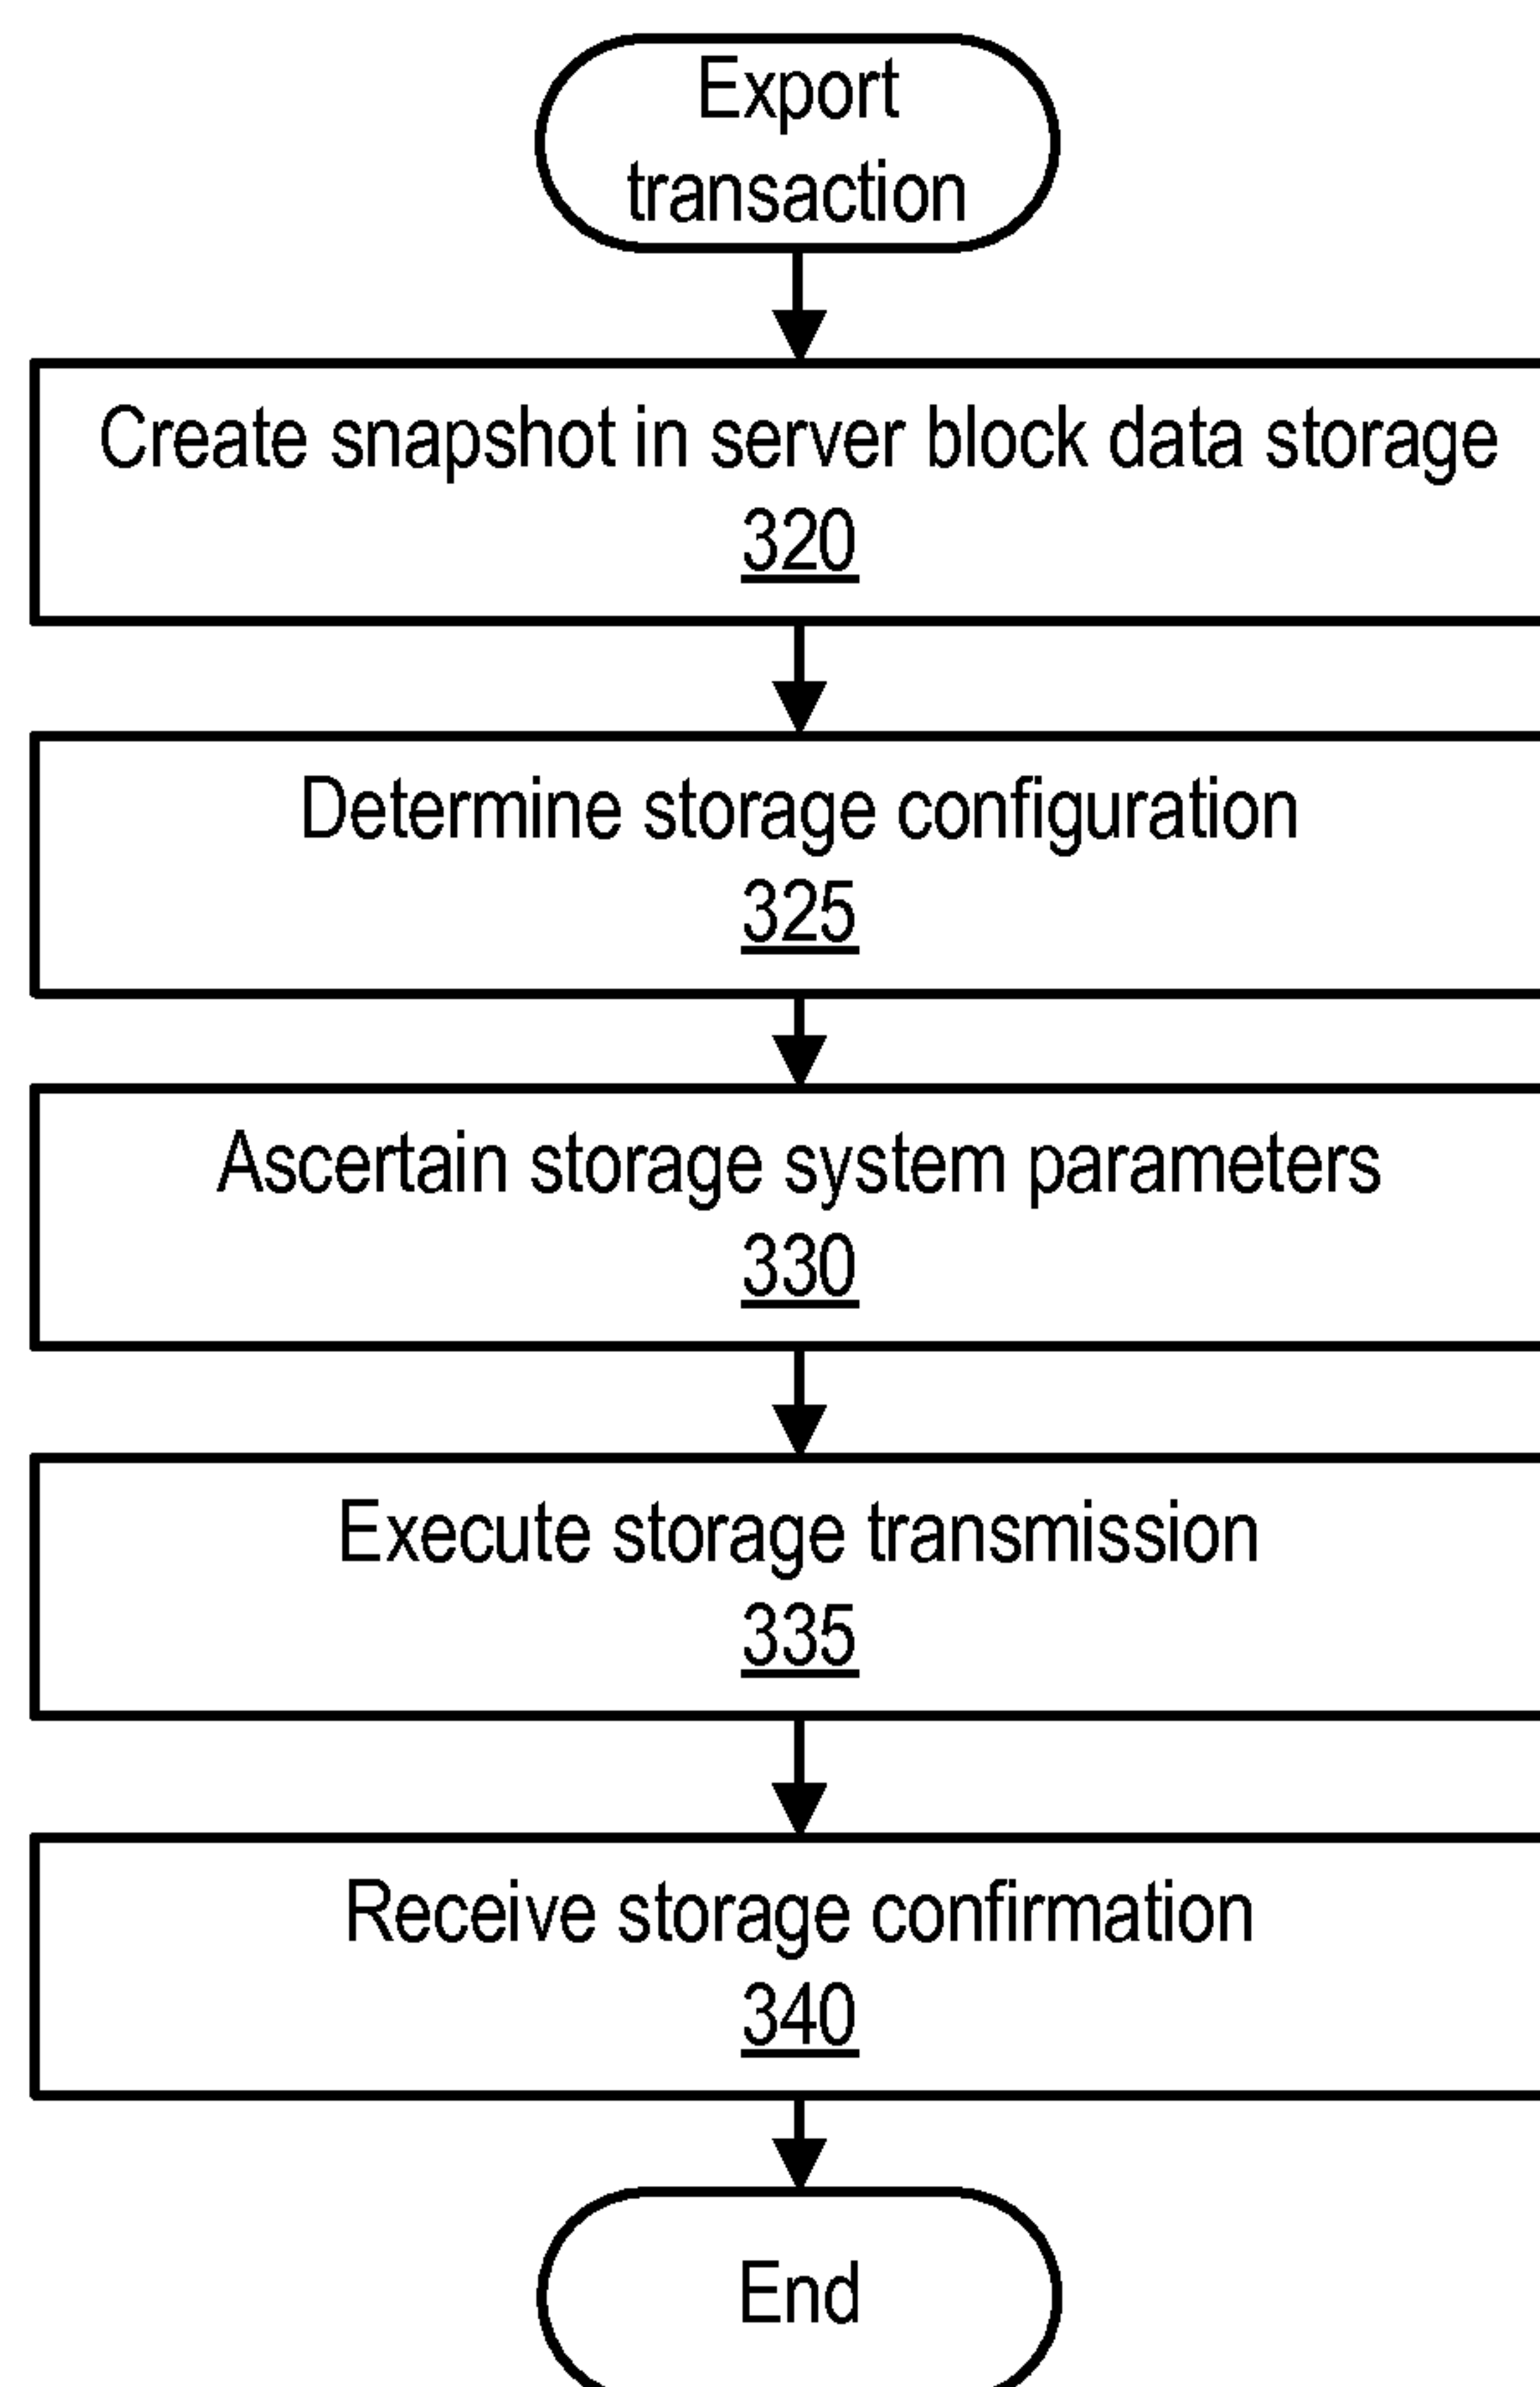 Export
transaction
Create snapshot in server block data storage
320
Determine storage configuration
325
Ascertain storage system parameters
330
Execute storage transmission
335
Receive storage confirmation
340
End